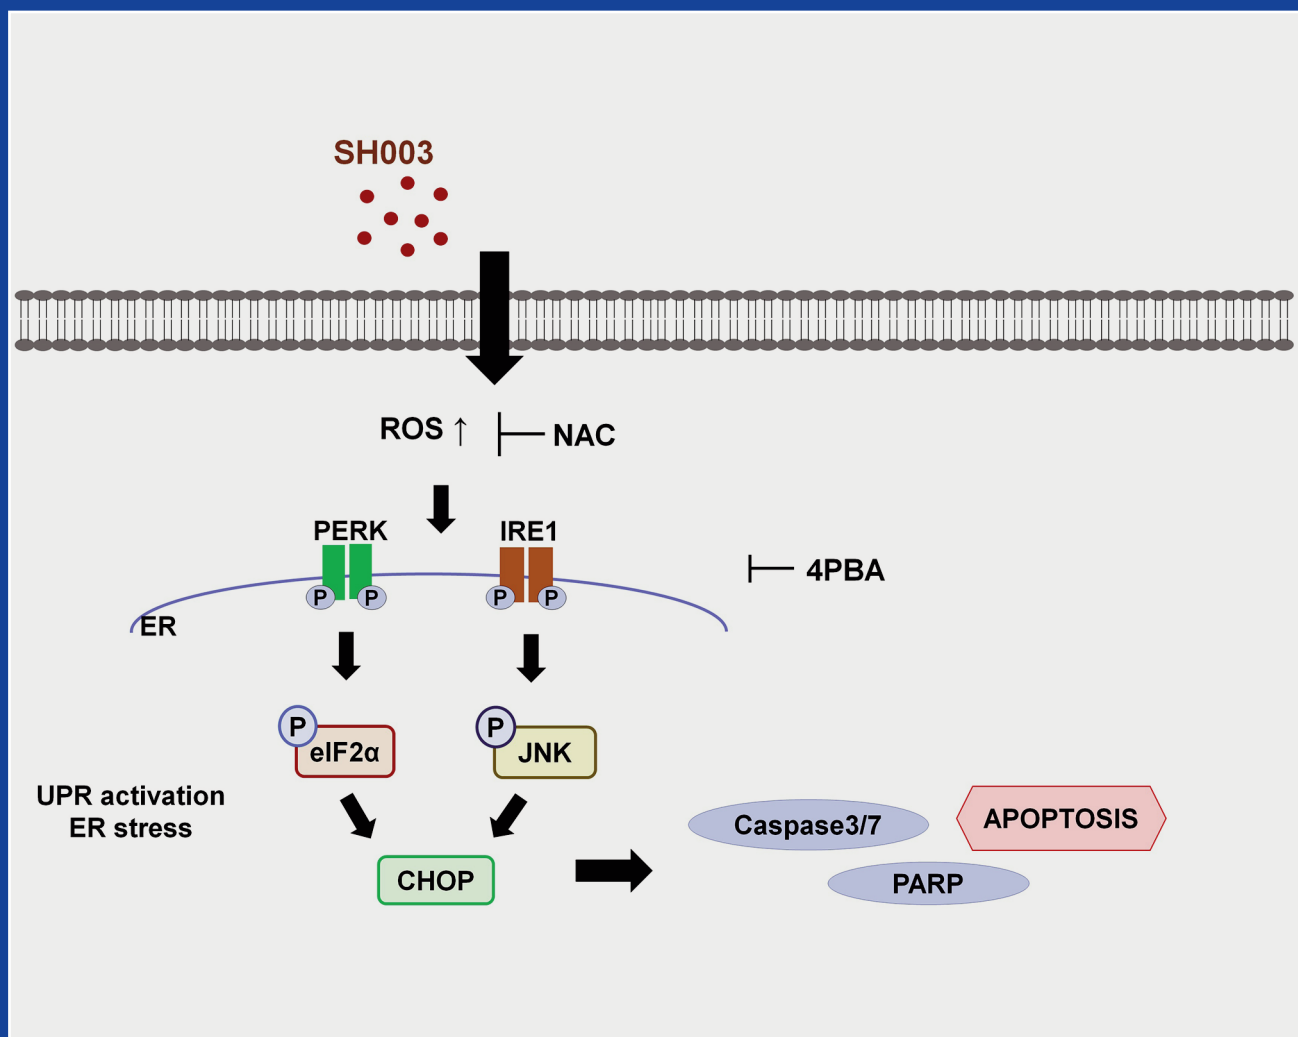 SH003
ROS ↑
NAC
PERK
IRE1
4PBA
P
P
P
P
ER
P
eIF2α
P
JNK
UPR activation
ER stress
Caspase3/7
APOPTOSIS
CHOP
PARP